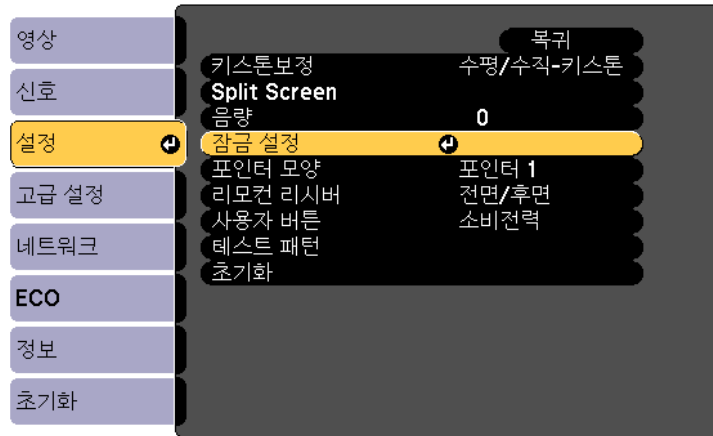 영상
신호
설정
고급 설정
네트워크
ECO
정보
초기화
복귀
키스톤보정 수평/수직-키스톤
Split Screen
음량 0
잠금 설정
포인터 모양 포인터 1
리모컨 리시버 전면/후면
사용자 버튼 소비전력
테스트 패턴
초기화